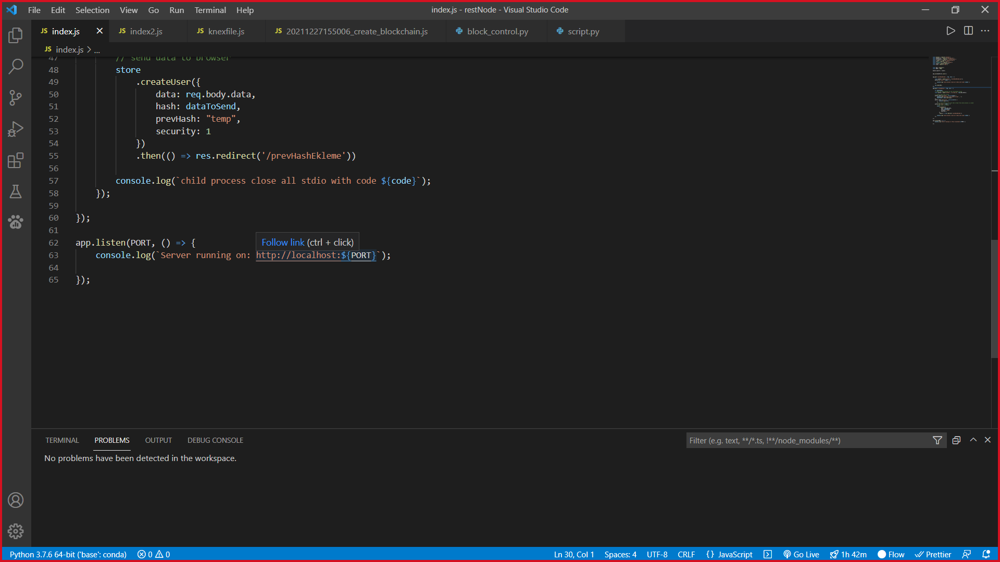 File Edit Selection View Go Run Terminal Help
index.js - restNode - Visual Studio Code
JS index.js
JS index2.js
JS knexfile.js
JS 20211227155006_create_blockchain.js
block_control.py
script.py
JS index.js > ...
47 // send data to browser
48 store
49 .createUser({
50 data: req.body.data,
51 hash: dataToSend,
52 prevHash: "temp",
53 security: 1
54 })
55 .then(() => res.redirect('/prevHashEkleme'))
56
57 console.log(`child process close all stdio with code ${code}`);
58 });
59
60 });
61
62 app.listen(PORT, () => {
Follow link (ctrl + click)
63 console.log(`Server running on: http://localhost:${PORT}`);
64
65 });
TERMINAL PROBLEMS OUTPUT DEBUG CONSOLE
Filter (e.g. text, **/*.ts, !**/node_modules/**)
No problems have been detected in the workspace.
Python 3.7.6 64-bit ('base': conda) 0 0
Ln 30, Col 1 Spaces: 4 UTF-8 CRLF {} JavaScript Go Live 1h 42m Flow Prettier